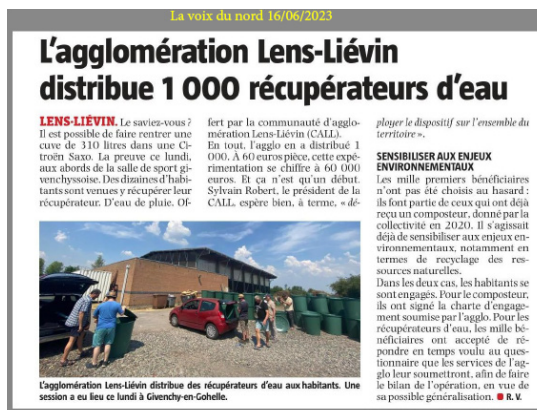 La voix du nord 16/06/2023
L'agglomération Lens-Liévin
distribue 1 000 récupérateurs d'eau
LENS-LIÉVIN. Le saviez-vous ?
Il est possible de faire rentrer une
cuve de 310 litres dans une Ci-
troën Saxo. La preuve ce lundi,
aux abords de la salle de sport gi-
venchyssoise. Des dizaines d'habi-
tants sont venues y récupérer leur
récupérateur. D'eau de pluie. Of-
fert par la communauté d'agglo-
mération Lens-Liévin (CALL).
En tout, l'agglo en a distribué 1
000. À 60 euros pièce, cette expé-
rimentation se chiffre à 60 000
euros. Et ça n'est qu'un début.
Sylvain Robert, le président de la
CALL, espère bien, à terme, « dé-
ployer le dispositif sur l'ensemble du
territoire ».
SENSIBILISER AUX ENJEUX
ENVIRONNEMENTAUX
Les mille premiers bénéficiaires
n'ont pas été choisis au hasard :
ils font partie de ceux qui ont déjà
reçu un composteur, donné par la
collectivité en 2020. Il s'agissait
déjà de sensibiliser aux enjeux en-
vironnementaux, notamment en
termes de recyclage des res-
sources naturelles.
Dans les deux cas, les habitants se
sont engagés. Pour le composteur,
ils ont signé la charte d'engage-
ment soumise par l'agglo. Pour les
récupérateurs d'eau, les mille bé-
néficiaires ont accepté de ré-
pondre en temps voulu au ques-
tionnaire que les services de l'ag-
glo leur soumettront, afin de faire
le bilan de l'opération, en vue de
sa possible généralisation. R. V.
L'agglomération Lens-Liévin distribue des récupérateurs d'eau aux habitants. Une
session a eu lieu ce lundi à Givenchy-en-Gohelle.